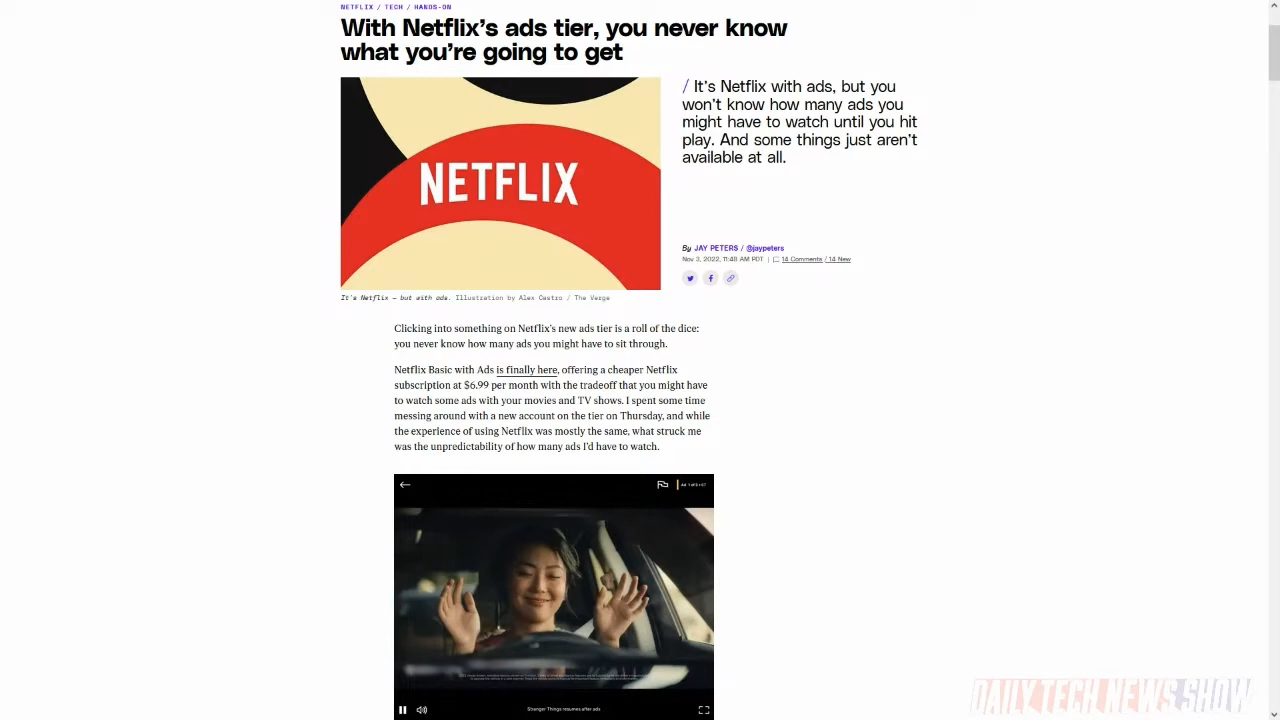 NETFLIX / TECH / HANDS-ON
With Netflix's ads tier, you never know
what you're going to get
NETFLIX
/ It's Netflix with ads, but you
won't know how many ads you
might have to watch until you hit
play. And some things just aren't
available at all.
By JAY PETERS / @jaypeters
Nov 3, 2022, 11:48 AM PDT | 14 Comments / 14 New
It's Netflix — but with ads. Illustration by Alex Castro / The Verge
Clicking into something on Netflix's new ads tier is a roll of the dice:
you never know how many ads you might have to sit through.
Netflix Basic with Ads is finally here, offering a cheaper Netflix
subscription at $6.99 per month with the tradeoff that you might have
to watch some ads with your movies and TV shows. I spent some time
messing around with a new account on the tier on Thursday, and while
the experience of using Netflix was mostly the same, what struck me
was the unpredictability of how many ads I'd have to watch.
Stranger Things resumes after ads